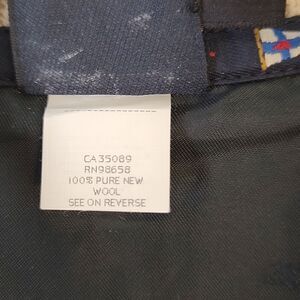 CA35089
RN98658
100% PURE NEW
WOOL
SEE ON REVERSE